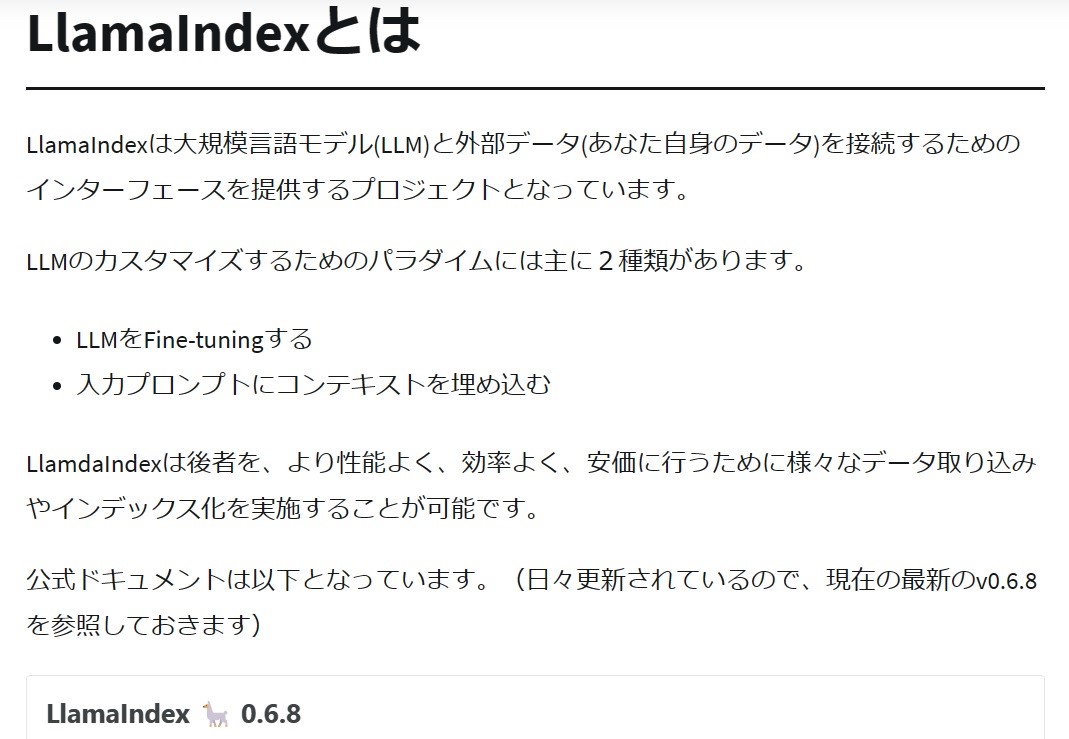 LlamaIndexとは
LlamaIndexは大規模言語モデル(LLM)と外部データ(あなた自身のデータ)を接続するための
インターフェースを提供するプロジェクトとなっています。
LLMのカスタマイズするためのパラダイムには主に２種類があります。
• LLMをFine-tuningする
• 入力プロンプトにコンテキストを埋め込む
LlamdaIndexは後者を、より性能よく、効率よく、安価に行うために様々なデータ取り込み
やインデックス化を実施することが可能です。
公式ドキュメントは以下となっています。（日々更新されているので、現在の最新のv0.6.8
を参照しておきます）
LlamaIndex 🦙 0.6.8